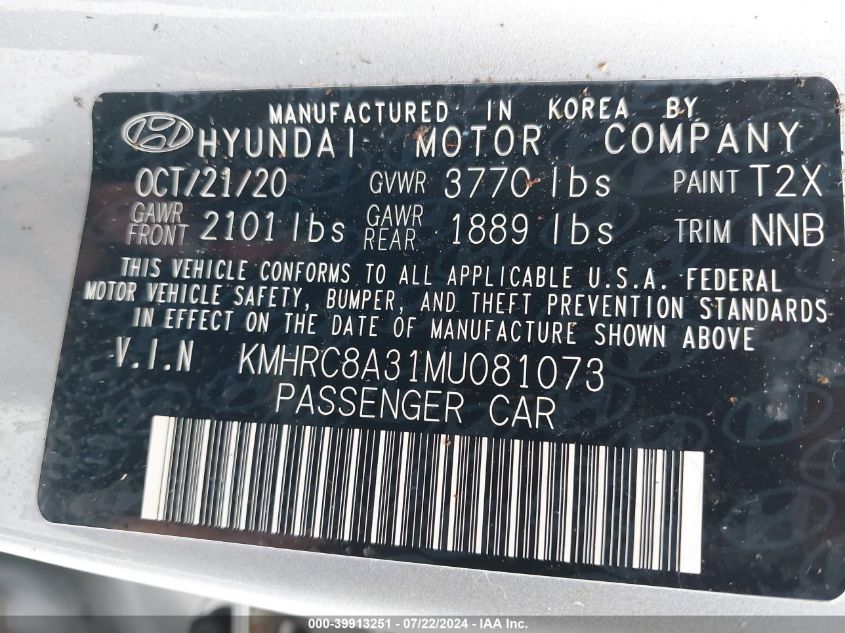 MANUFACTURED IN KOREA BY
HYUNDAI MOTOR COMPANY
OCT/21/20 GVWR 3770 lbs PAINT T2X
GAWR FRONT 2101 lbs GAWR REAR 1889 lbs TRIM NNB
THIS VEHICLE CONFORMS TO ALL APPLICABLE U.S.A. FEDERAL
MOTOR VEHICLE SAFETY, BUMPER, AND THEFT PREVENTION STANDARDS
IN EFFECT ON THE DATE OF MANUFACTURE SHOWN ABOVE.
V.I.N KMHRC8A31MU081073
PASSENGER CAR
000-39913251 | 07/22/2024 - IAA Inc.